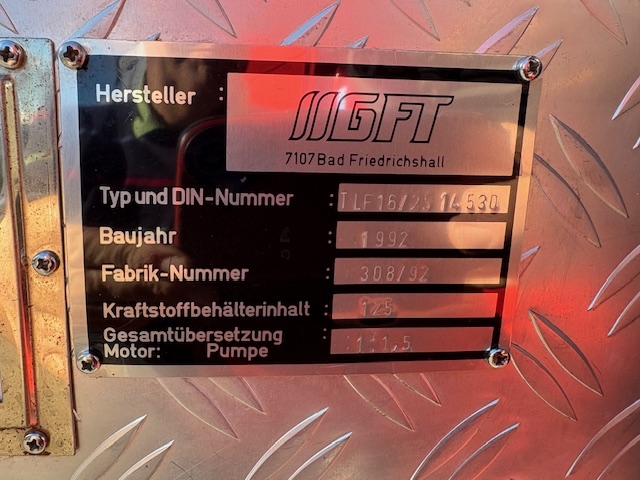 Hersteller : GFT
7107 Bad Friedrichshall
Typ und DIN-Nummer : TLF16/25 14530
Baujahr : 1992
Fabrik-Nummer : 308/92
Kraftstoffbehälterinhalt : 125
Gesamtübersetzung
Motor: Pumpe : 1:1,5